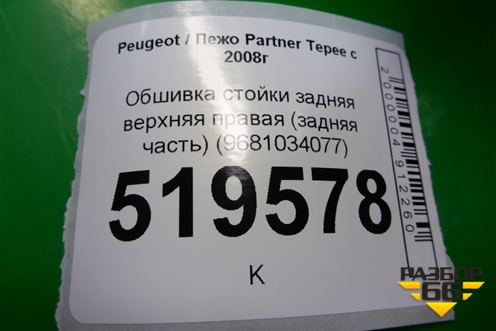 Peugeot / Пежо Partner Tepee с
2008г
Обшивка стойки задняя
верхняя правая (задняя
часть) (9681034077)
519578
К
2000004912260
РАЗБОР
66